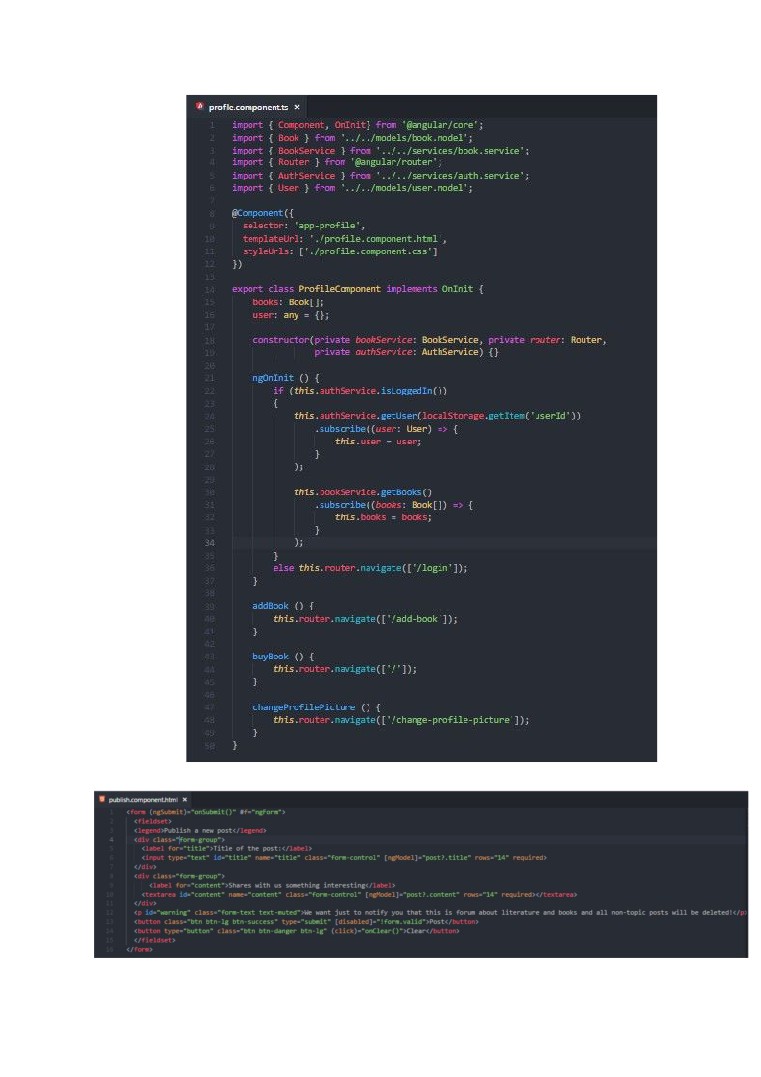 profile.component.ts ×
1 import { Component, OnInit} from '@angular/core';
2 import { Book } from '../../models/book.model';
3 import { BookService } from '../../services/book.service';
4 import { Router } from '@angular/router';
5 import { AuthService } from '../../services/auth.service';
6 import { User } from '../../models/user.model';
7
8 @Component({
9 selector: 'app-profile',
10 templateUrl: './profile.component.html',
11 styleUrls: ['./profile.component.css']
12 })
13
14 export class ProfileComponent implements OnInit {
15 books: Book[];
16 user: any = {};
17
18 constructor(private bookService: BookService, private router: Router,
19 private authService: AuthService) {}
20
21 ngOnInit () {
22 if (this.authService.isLoggedIn())
23 {
24 this.authService.getUser(localStorage.getItem('userId'))
25 .subscribe((user: User) => {
26 this.user = user;
27 }
28 );
29
30 this.bookService.getBooks()
31 .subscribe((books: Book[]) => {
32 this.books = books;
33 }
34 );
35 }
36 else this.router.navigate(['/login']);
37 }
38
39 addBook () {
40 this.router.navigate(['/add-book']);
41 }
42
43 buyBook () {
44 this.router.navigate(['/']);
45 }
46
47 changeProfilePicture () {
48 this.router.navigate(['/change-profile-picture']);
49 }
50 }
publish.component.html ×
1 <form (ngSubmit)="onSubmit()" #f="ngForm">
2 <fieldset>
3 <legend>Publish a new post</legend>
4 <div class="form-group">
5 <label for="title">Title of the post:</label>
6 <input type="text" id="title" name="title" class="form-control" [ngModel]="post?.title" rows="14" required>
7 </div>
8 <div class="form-group">
9 <label for="content">Shares with us something interesting</label>
10 <textarea id="content" name="content" class="form-control" [ngModel]="post?.content" rows="14" required></textarea>
11 </div>
12 <p id="warning" class="form-text text-muted">We want just to notify you that this is forum about literature and books and all non-topic posts will be deleted!</p>
13 <button class="btn btn-lg btn-success" type="submit" [disabled]="!form.valid">Post</button>
14 <button type="button" class="btn btn-danger btn-lg" (click)="onClear()">Clear</button>
15 </fieldset>
16 </form>